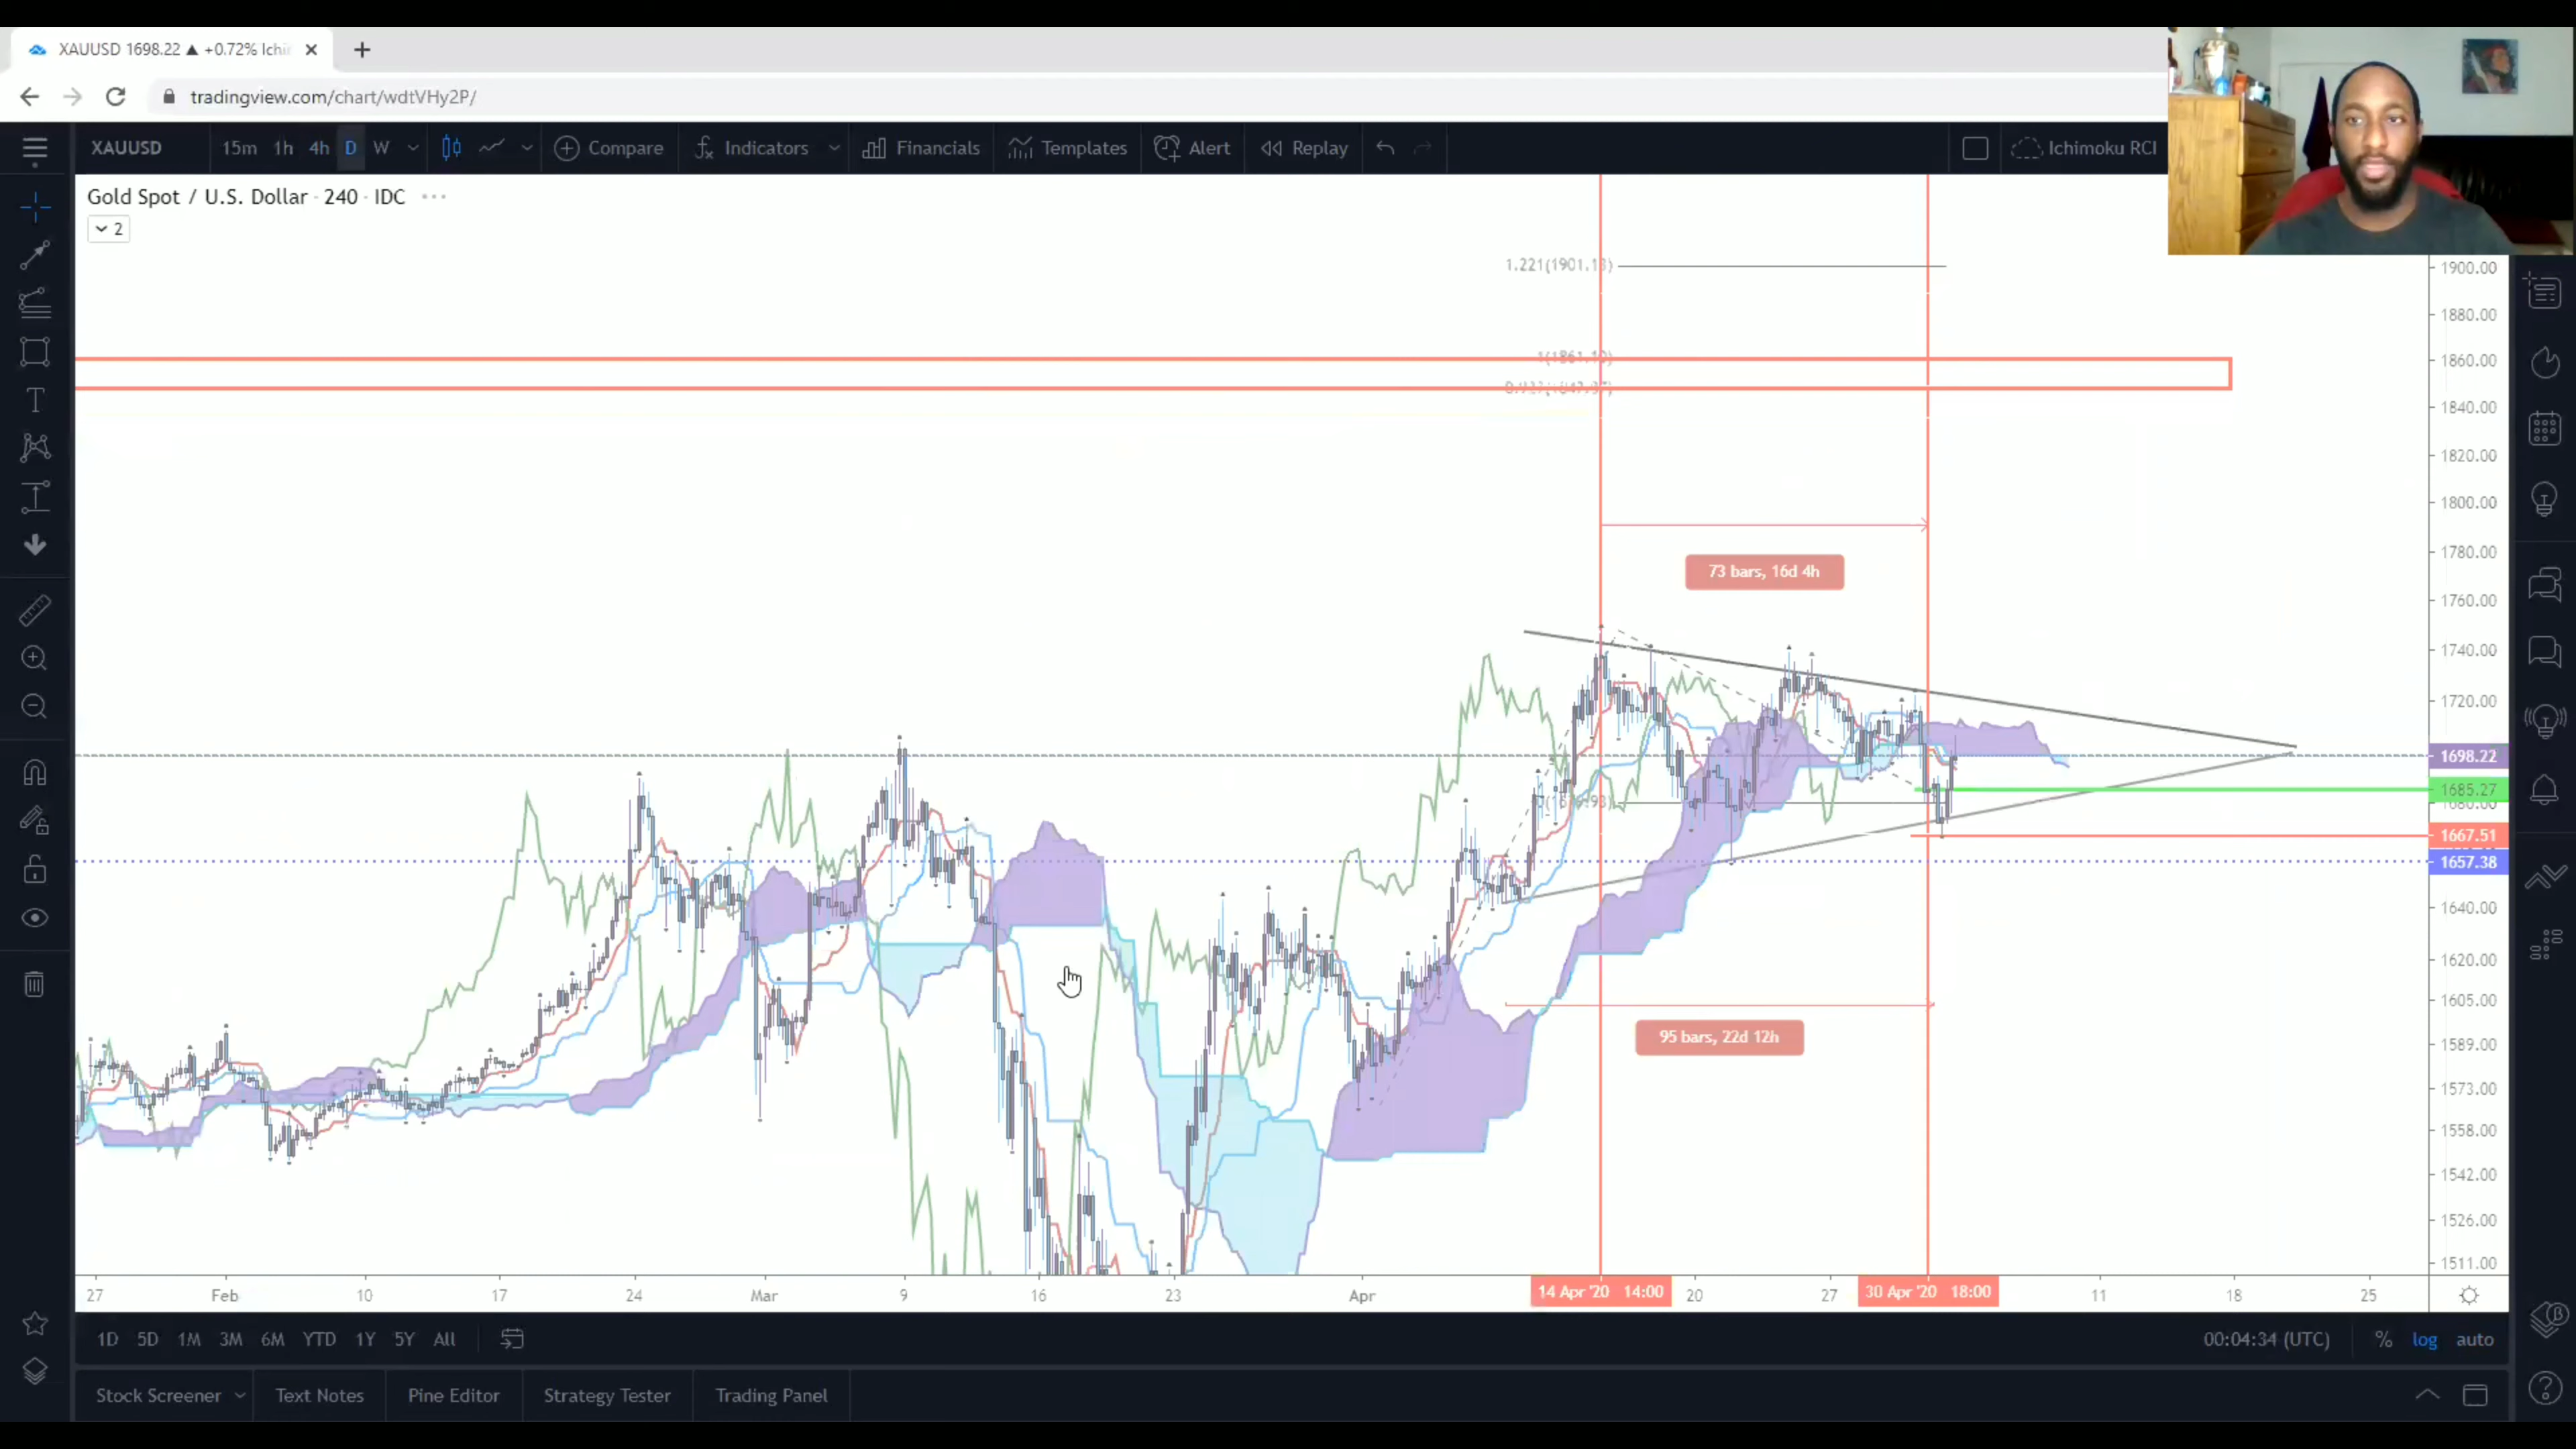 XAUUSD 1698.22 ▲ +0.72% Ichi
tradingview.com/chart/wdtVHy2P/
XAUUSD 15m 1h 4h D W Compare Indicators Financials Templates Alert Replay Ichimoku RCI
Gold Spot / U.S. Dollar · 240 · IDC
2
1900.00
1880.00
1(1861.10)
1860.00
1840.00
1820.00
1800.00
1780.00
73 bars, 16d 4h
1760.00
1740.00
1720.00
1698.22
1685.27
1680.00
1667.51
1657.38
1640.00
1620.00
1605.00
95 bars, 22d 12h
1589.00
1573.00
1558.00
1542.00
1526.00
1511.00
27 Feb 10 17 24 Mar 9 16 23 Apr 14 Apr '20 14:00 20 27 30 Apr '20 18:00 11 18 25
1D 5D 1M 3M 6M YTD 1Y 5Y All 00:04:34 (UTC) % log auto
Stock Screener Text Notes Pine Editor Strategy Tester Trading Panel